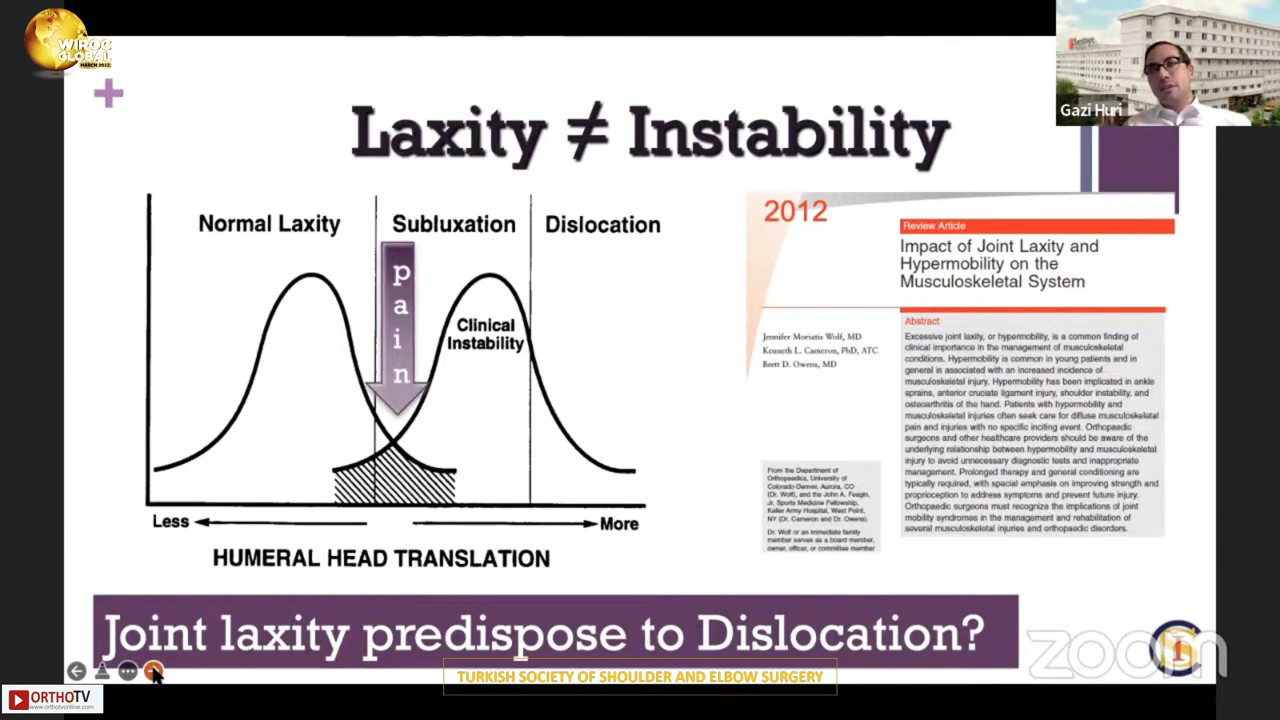 WIROC
GLOBAL
MARCH 2022
Gazi Huri
Laxity ≠ Instability
Normal Laxity
Subluxation
Dislocation
pain
Clinical
Instability
Less
More
HUMERAL HEAD TRANSLATION
2012
Review Article
Impact of Joint Laxity and
Hypermobility on the
Musculoskeletal System
Jennifer Moriatis Wolf, MD
Kenneth L. Cameron, PhD, ATC
Brett D. Owens, MD
Abstract
Excessive joint laxity, or hypermobility, is a common finding of
clinical importance in the management of musculoskeletal
conditions. Hypermobility is common in young patients and in
general is associated with an increased incidence of
musculoskeletal injury. Hypermobility has been implicated in ankle
sprains, anterior cruciate ligament injury, shoulder instability, and
osteoarthritis of the hand. Patients with hypermobility and
musculoskeletal injuries often seek care for diffuse musculoskeletal
pain and injuries with no specific inciting event. Orthopaedic
surgeons and other healthcare providers should be aware of the
underlying relationship between hypermobility and musculoskeletal
injury to avoid unnecessary diagnostic tests and inappropriate
management. Prolonged therapy and general conditioning are
typically required, with special emphasis on improving strength and
proprioception to address symptoms and prevent future injury.
Orthopaedic surgeons must recognize the implications of joint
mobility syndromes in the management and rehabilitation of
several musculoskeletal injuries and orthopaedic disorders.
From the Department of
Orthopaedics, University of
Colorado Denver, Aurora, CO
(Dr. Wolf), and the John A. Feagin,
Jr, Sports Medicine Fellowship,
Keller Army Hospital, West Point,
NY (Dr. Cameron and Dr. Owens).
Dr. Wolf or an immediate family
member serves as a board member,
owner, officer, or committee member
Joint laxity predispose to Dislocation?
zoom
TURKISH SOCIETY OF SHOULDER AND ELBOW SURGERY
ORTHOTV
www.orthotvonline.com